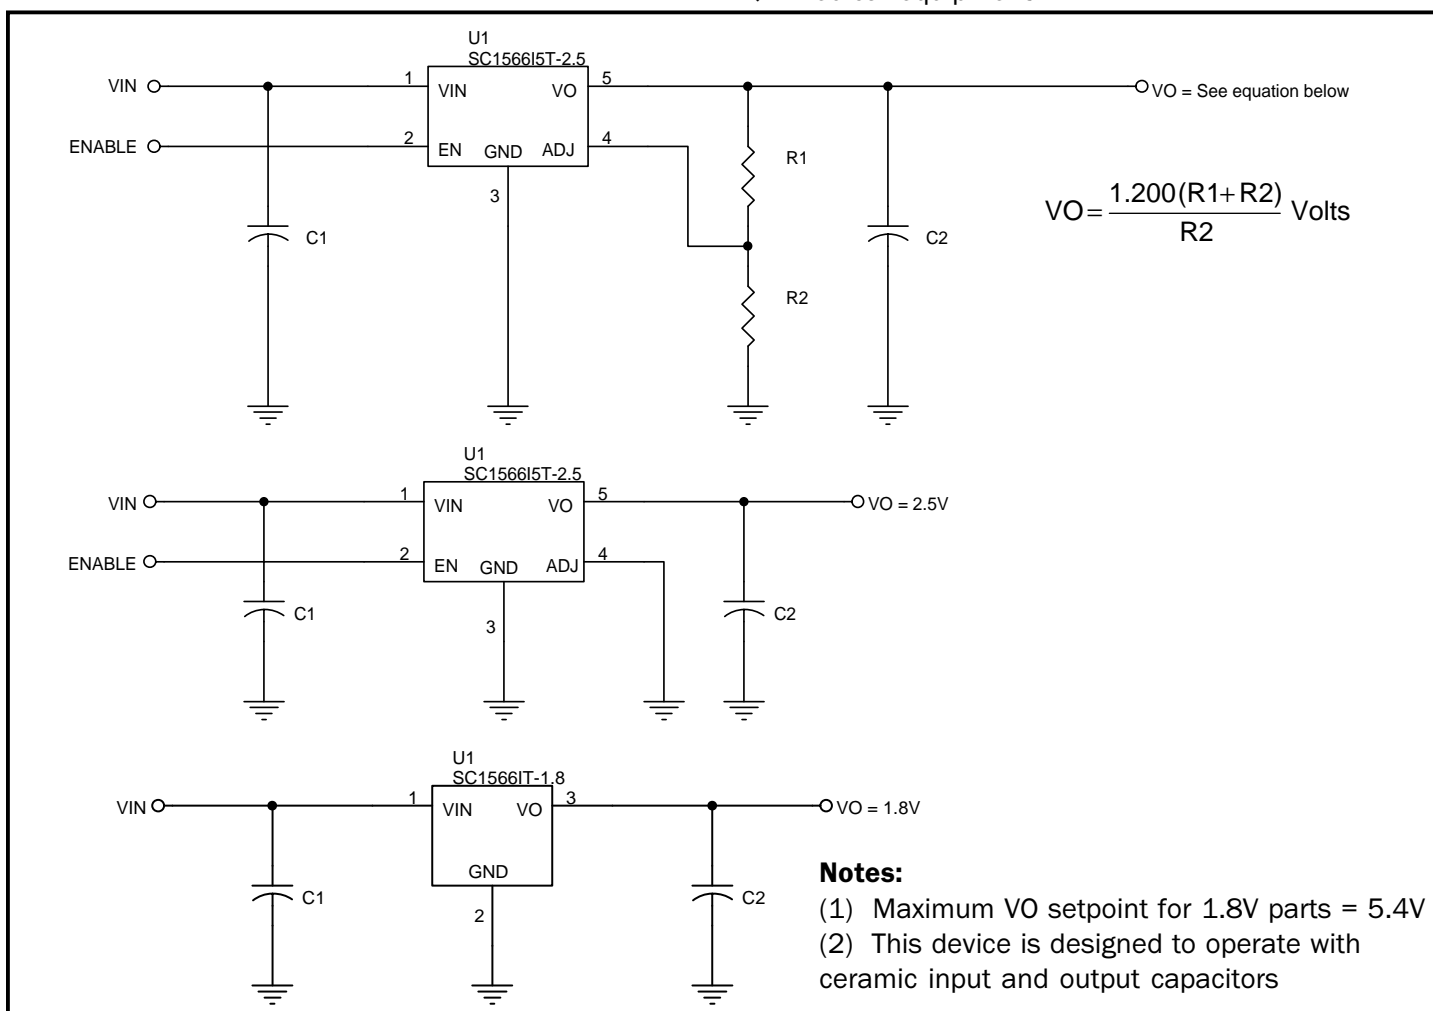 U1
SC1566I5T-2.5
VIN
1
VIN
VO
5
VO = See equation below
ENABLE
2
EN
GND
ADJ
4
3
R1
C1
C2
R2
VO = 1.200(R1+R2) / R2 Volts
U1
SC1566I5T-2.5
VIN
1
VIN
VO
5
VO = 2.5V
ENABLE
2
EN
GND
ADJ
4
3
C1
C2
U1
SC1566IT-1.8
VIN
1
VIN
VO
3
VO = 1.8V
GND
2
C1
C2
Notes:
(1) Maximum VO setpoint for 1.8V parts = 5.4V
(2) This device is designed to operate with
ceramic input and output capacitors